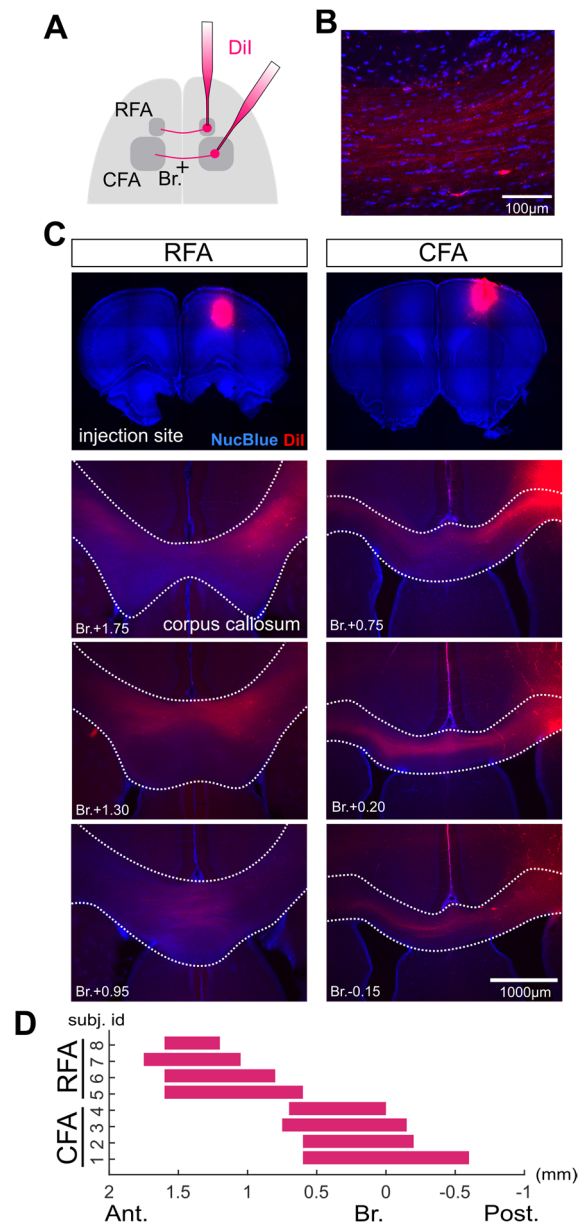 A
DiI
RFA
CFA
Br.
+
B
100µm
C
RFA
CFA
injection site
NucBlue DiI
Br.+1.75
corpus callosum
Br.+0.75
Br.+1.30
Br.+0.20
Br.+0.95
Br.-0.15
1000µm
D
subj. id
RFA
8
7
6
5
CFA
4
3
2
1
2
1.5
1
0.5
0
-0.5
-1
(mm)
Ant.
Br.
Post.